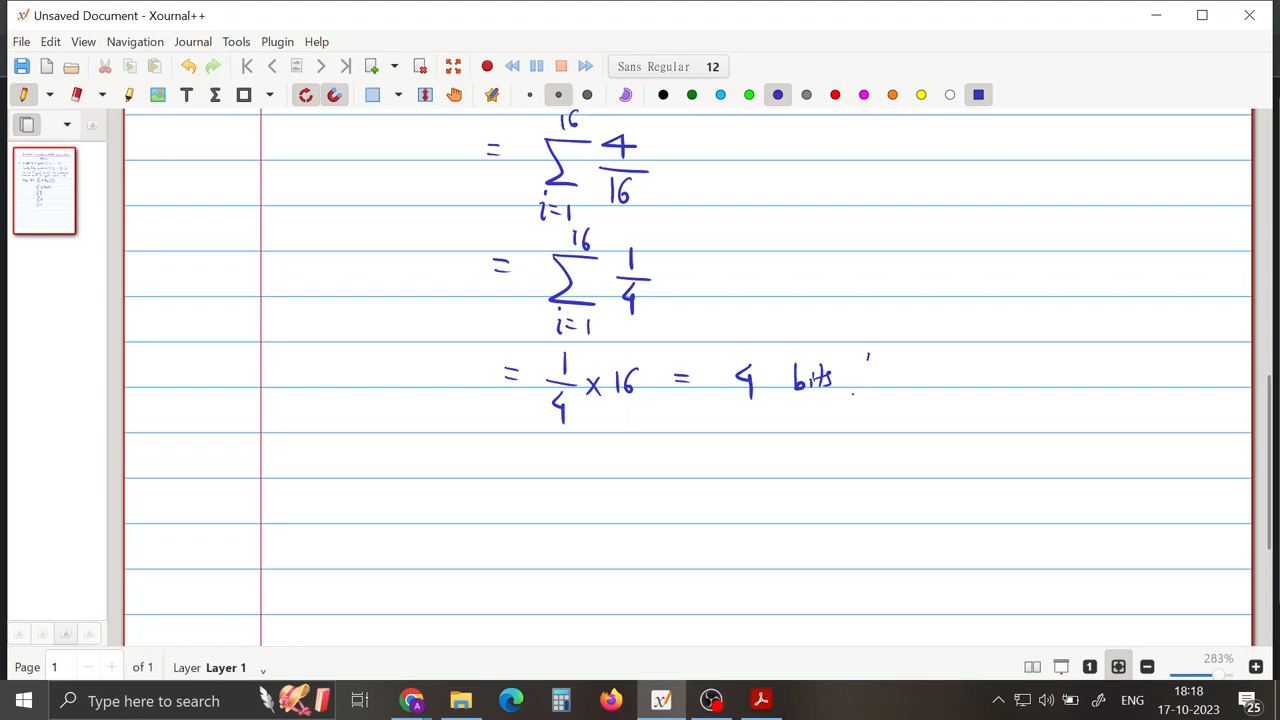 Unsaved Document - Xournal++
File Edit View Navigation Journal Tools Plugin Help
Sans Regular 12
16
= ∑ 4/16
i=1
16
= ∑ 1/4
i=1
= 1/4 × 16 = 4 bits
Page 1 of 1 Layer Layer 1 283%
Type here to search
ENG 18:18
17-10-2023 25